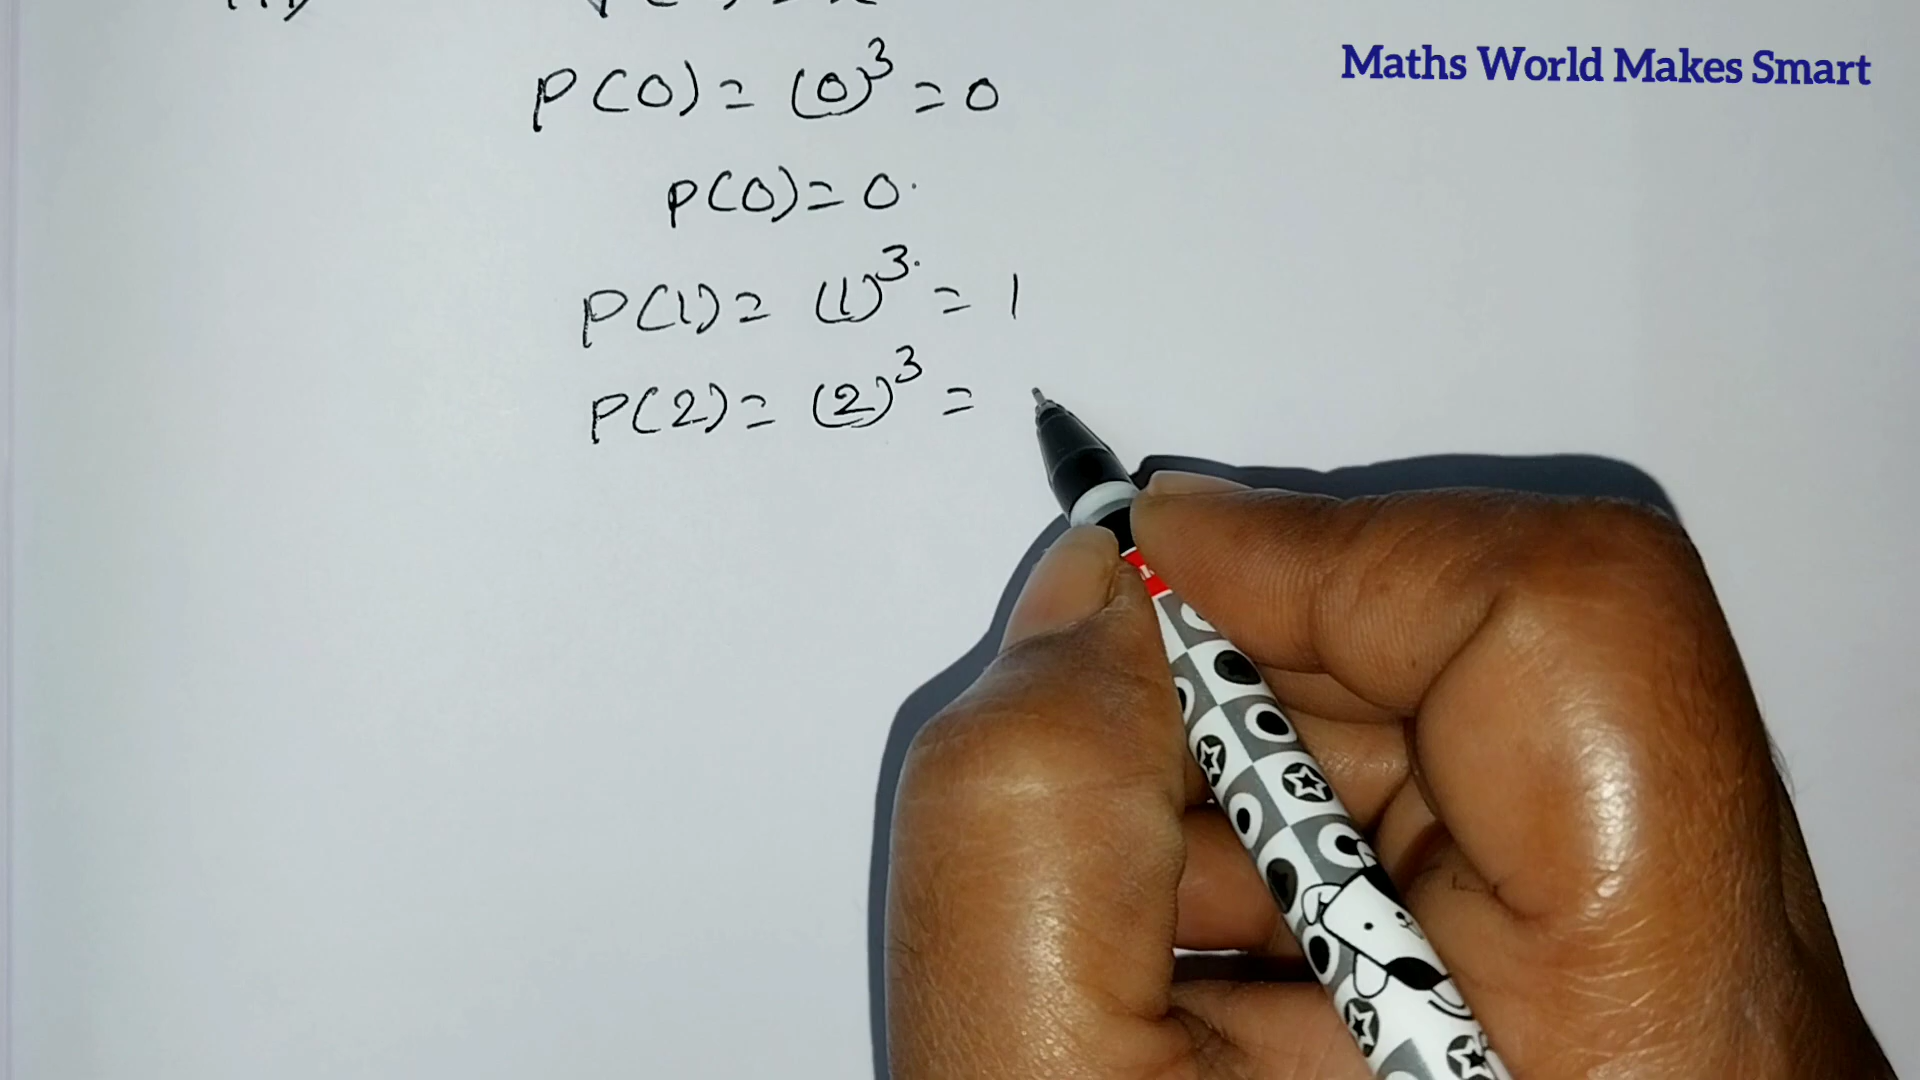 Maths World Makes Smart
P(0) = (0)³ = 0
P(0) = 0.
P(1) = (1)³ = 1
P(2) = (2)³ =